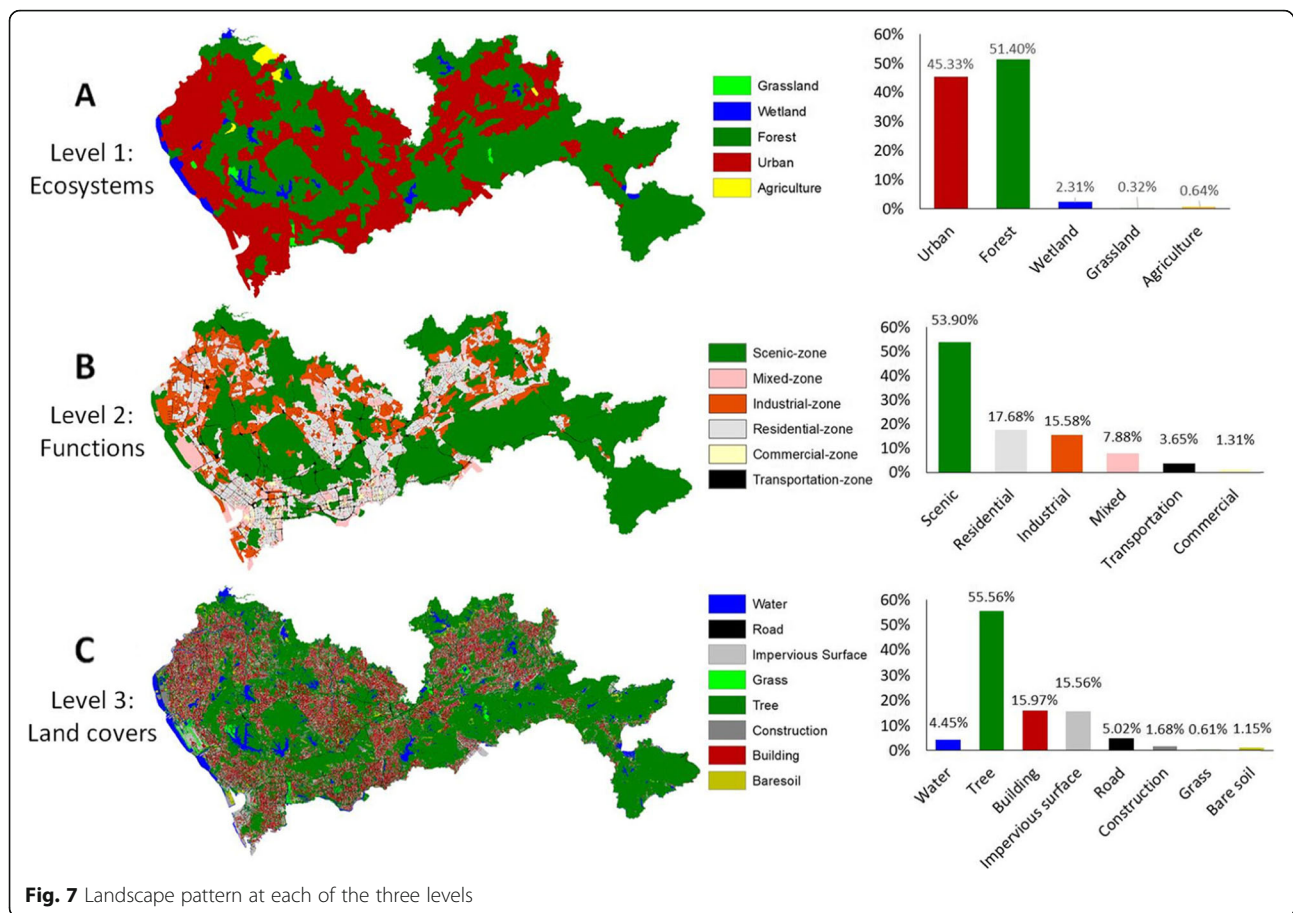 A
Level 1:
Ecosystems
Grassland
Wetland
Forest
Urban
Agriculture
60%
50%
40%
30%
20%
10%
0%
45.33%
51.40%
2.31%
0.32%
0.64%
Urban
Forest
Wetland
Grassland
Agriculture
B
Level 2:
Functions
Scenic-zone
Mixed-zone
Industrial-zone
Residential-zone
Commercial-zone
Transportation-zone
60%
50%
40%
30%
20%
10%
0%
53.90%
17.68%
15.58%
7.88%
3.65%
1.31%
Scenic
Residential
Industrial
Mixed
Transportation
Commercial
C
Level 3:
Land covers
Water
Road
Impervious Surface
Grass
Tree
Construction
Building
Baresoil
60%
50%
40%
30%
20%
10%
0%
4.45%
55.56%
15.97%
15.56%
5.02%
1.68%
0.61%
1.15%
Water
Tree
Building
Impervious surface
Road
Construction
Grass
Bare soil
Fig. 7 Landscape pattern at each of the three levels